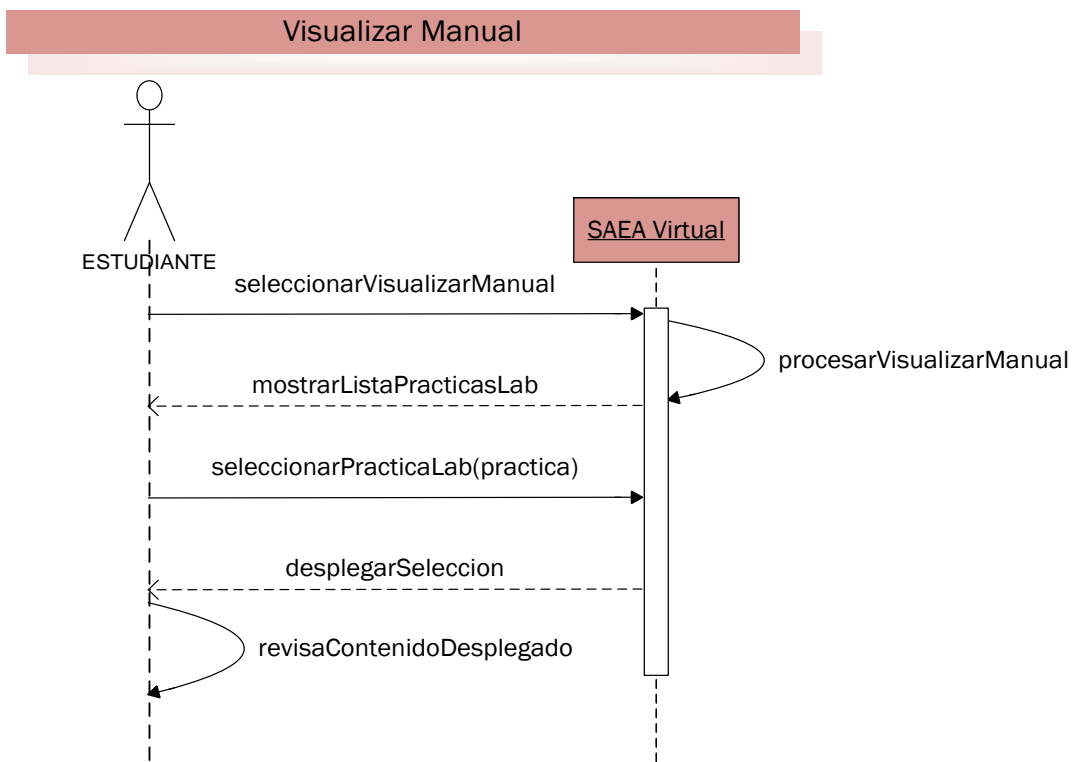 Visualizar Manual
SAEA Virtual
ESTUDIANTE
seleccionarVisualizarManual
procesarVisualizarManual
mostrarListaPracticasLab
seleccionarPracticaLab(practica)
desplegarSeleccion
revisaContenidoDesplegado